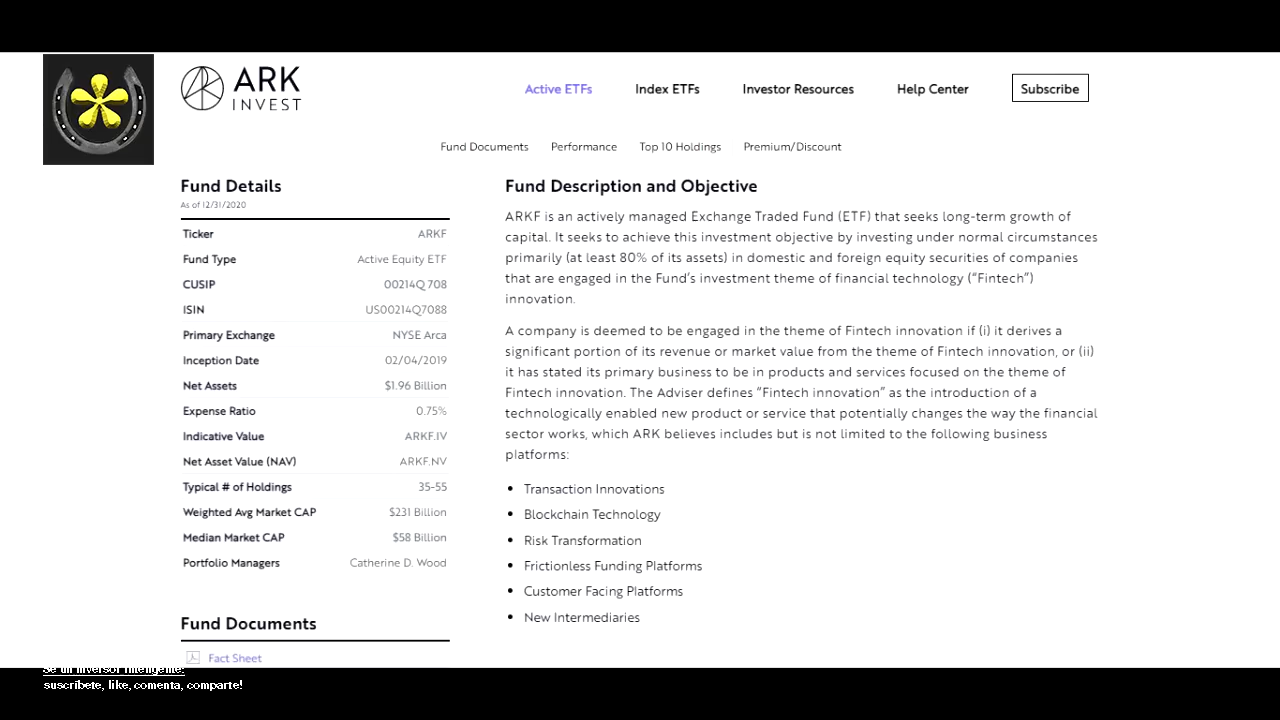 ARK
INVEST
Active ETFs
Index ETFs
Investor Resources
Help Center
Subscribe
Fund Documents
Performance
Top 10 Holdings
Premium/Discount
Fund Details
As of 12/31/2020
Ticker ARKF
Fund Type Active Equity ETF
CUSIP 00214Q 708
ISIN US00214Q7088
Primary Exchange NYSE Arca
Inception Date 02/04/2019
Net Assets $1.96 Billion
Expense Ratio 0.75%
Indicative Value ARKF.IV
Net Asset Value (NAV) ARKF.NV
Typical # of Holdings 35-55
Weighted Avg Market CAP $231 Billion
Median Market CAP $58 Billion
Portfolio Managers Catherine D. Wood
Fund Documents
Fact Sheet
Fund Description and Objective
ARKF is an actively managed Exchange Traded Fund (ETF) that seeks long-term growth of
capital. It seeks to achieve this investment objective by investing under normal circumstances
primarily (at least 80% of its assets) in domestic and foreign equity securities of companies
that are engaged in the Fund’s investment theme of financial technology (“Fintech”)
innovation.
A company is deemed to be engaged in the theme of Fintech innovation if (i) it derives a
significant portion of its revenue or market value from the theme of Fintech innovation, or (ii)
it has stated its primary business to be in products and services focused on the theme of
Fintech innovation. The Adviser defines “Fintech innovation” as the introduction of a
technologically enabled new product or service that potentially changes the way the financial
sector works, which ARK believes includes but is not limited to the following business
platforms:
• Transaction Innovations
• Blockchain Technology
• Risk Transformation
• Frictionless Funding Platforms
• Customer Facing Platforms
• New Intermediaries
Se un inversor inteligente:
suscribete, like, comenta, comparte!